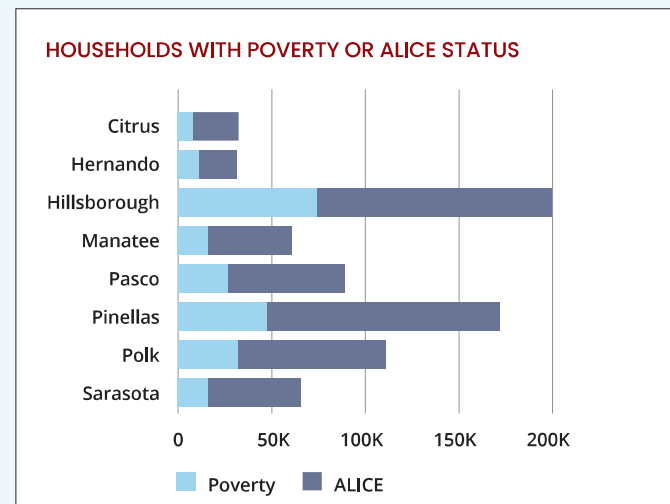 HOUSEHOLDS WITH POVERTY OR ALICE STATUS
Citrus
Hernando
Hillsborough
Manatee
Pasco
Pinellas
Polk
Sarasota
0 50K 100K 150K 200K
Poverty ALICE